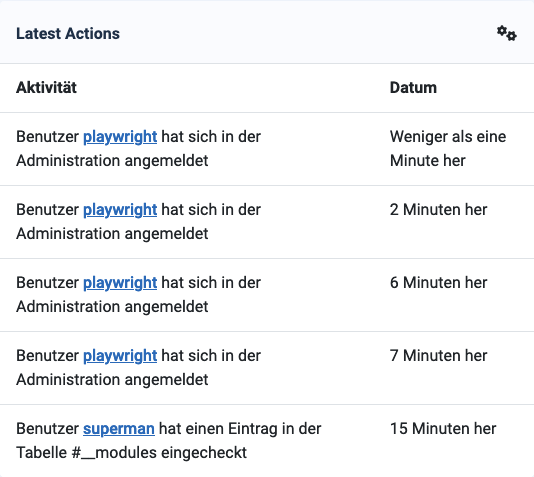 Latest Actions
Aktivität Datum
Benutzer playwright hat sich in der Weniger als eine
Administration angemeldet Minute her
Benutzer playwright hat sich in der 2 Minuten her
Administration angemeldet
Benutzer playwright hat sich in der 6 Minuten her
Administration angemeldet
Benutzer playwright hat sich in der 7 Minuten her
Administration angemeldet
Benutzer superman hat einen Eintrag in der 15 Minuten her
Tabelle #__modules eingecheckt